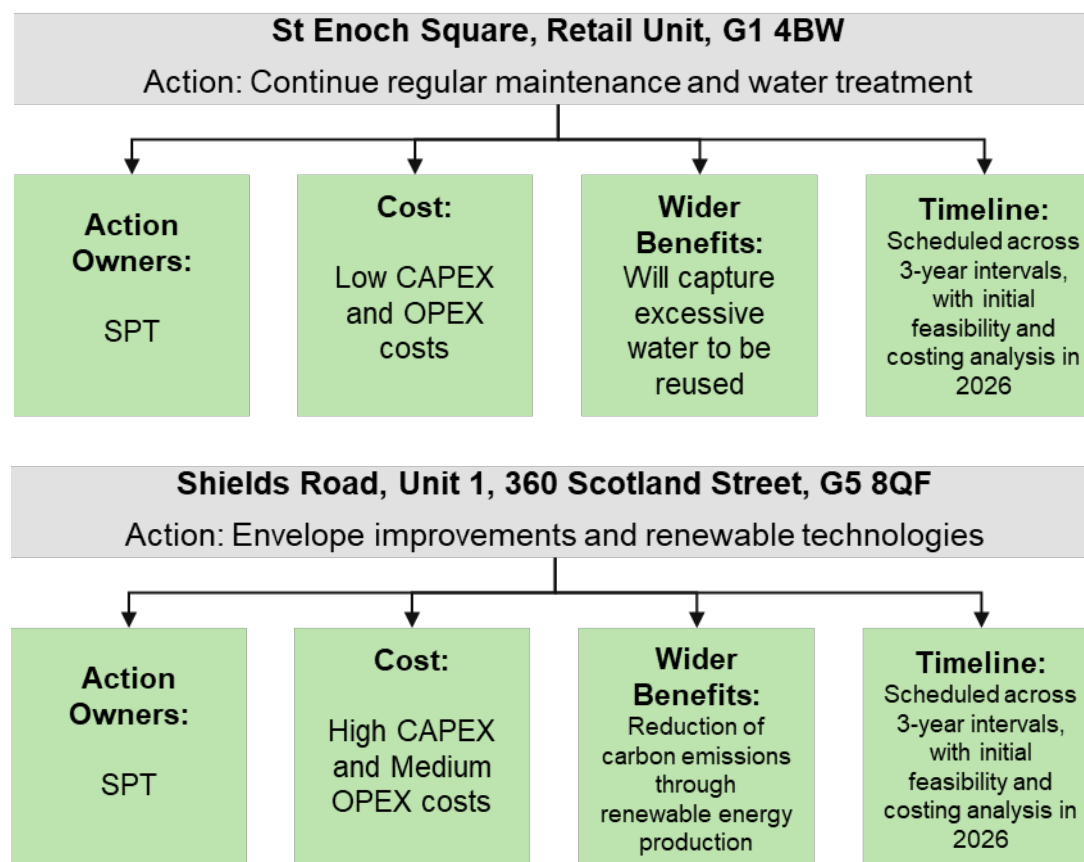 St Enoch Square, Retail Unit, G1 4BW
Action: Continue regular maintenance and water treatment
Action
Owners:
SPT
Cost:
Low CAPEX
and OPEX
costs
Wider
Benefits:
Will capture
excessive
water to be
reused
Timeline:
Scheduled across
3-year intervals,
with initial
feasibility and
costing analysis in
2026
Shields Road, Unit 1, 360 Scotland Street, G5 8QF
Action: Envelope improvements and renewable technologies
Action
Owners:
SPT
Cost:
High CAPEX
and Medium
OPEX costs
Wider
Benefits:
Reduction of
carbon emissions
through
renewable energy
production
Timeline:
Scheduled across
3-year intervals,
with initial
feasibility and
costing analysis in
2026